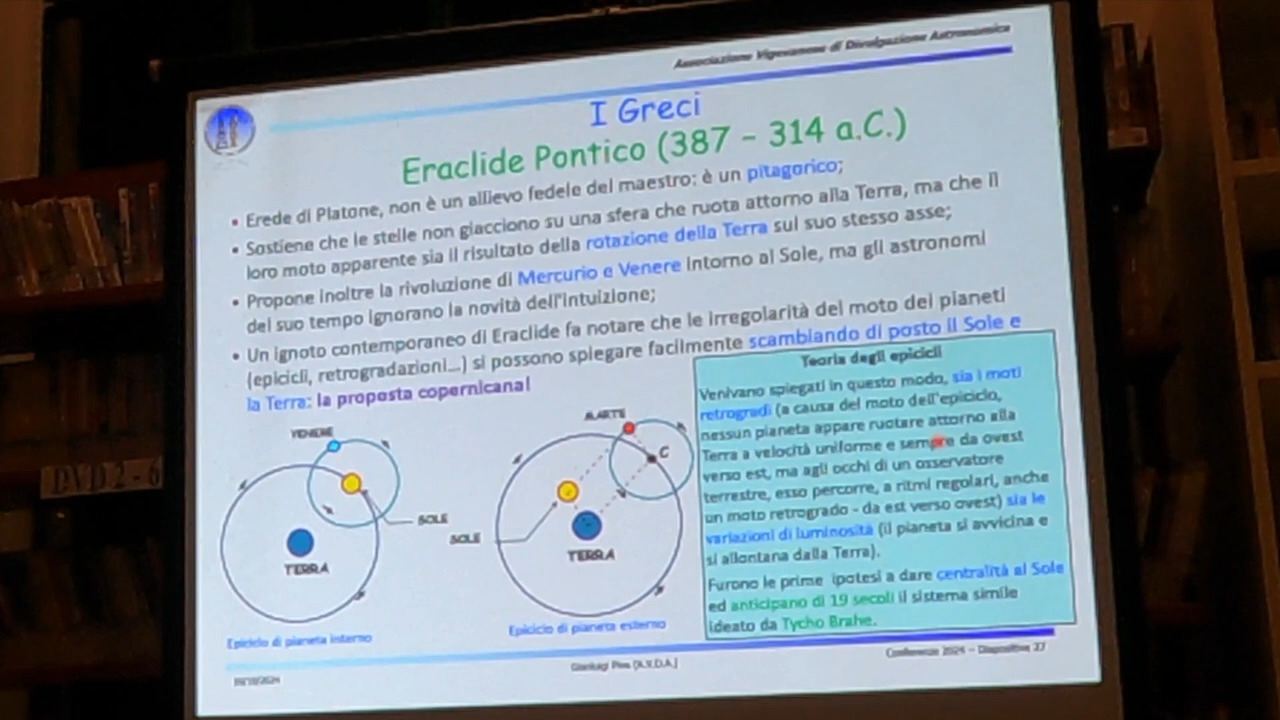 Associazione Vigevanese di Divulgazione Astronomica
I Greci
Eraclide Pontico (387 – 314 a.C.)
• Erede di Platone, non è un allievo fedele del maestro: è un pitagorico;
• Sostiene che le stelle non giacciono su una sfera che ruota attorno alla Terra, ma che il
loro moto apparente sia il risultato della rotazione della Terra sul suo stesso asse;
• Propone inoltre la rivoluzione di Mercurio e Venere intorno al Sole, ma gli astronomi
del suo tempo ignorano la novità dell'intuizione;
• Un ignoto contemporaneo di Eraclide fa notare che le irregolarità del moto dei pianeti
(epicicli, retrogradazioni...) si possono spiegare facilmente scambiando di posto il Sole e
la Terra: la proposta copernicana!
VENERE
SOLE
TERRA
Epiciclo di pianeta interno
MARTE
C
SOLE
TERRA
Epiciclo di pianeta esterno
Teoria degli epicicli
Venivano spiegati in questo modo, sia i moti
retrogradi (a causa del moto dell'epiciclo,
nessun pianeta appare ruotare attorno alla
Terra a velocità uniforme e sempre da ovest
verso est, ma agli occhi di un osservatore
terrestre, esso percorre, a ritmi regolari, anche
un moto retrogrado - da est verso ovest) sia le
variazioni di luminosità (il pianeta si avvicina e
si allontana dalla Terra).
Furono le prime ipotesi a dare centralità al Sole
ed anticipano di 19 secoli il sistema simile
ideato da Tycho Brahe.
Gianluigi (A.V.D.A.)
Conferenze 2024 – Diapositiva 27
DVD 2 - 6